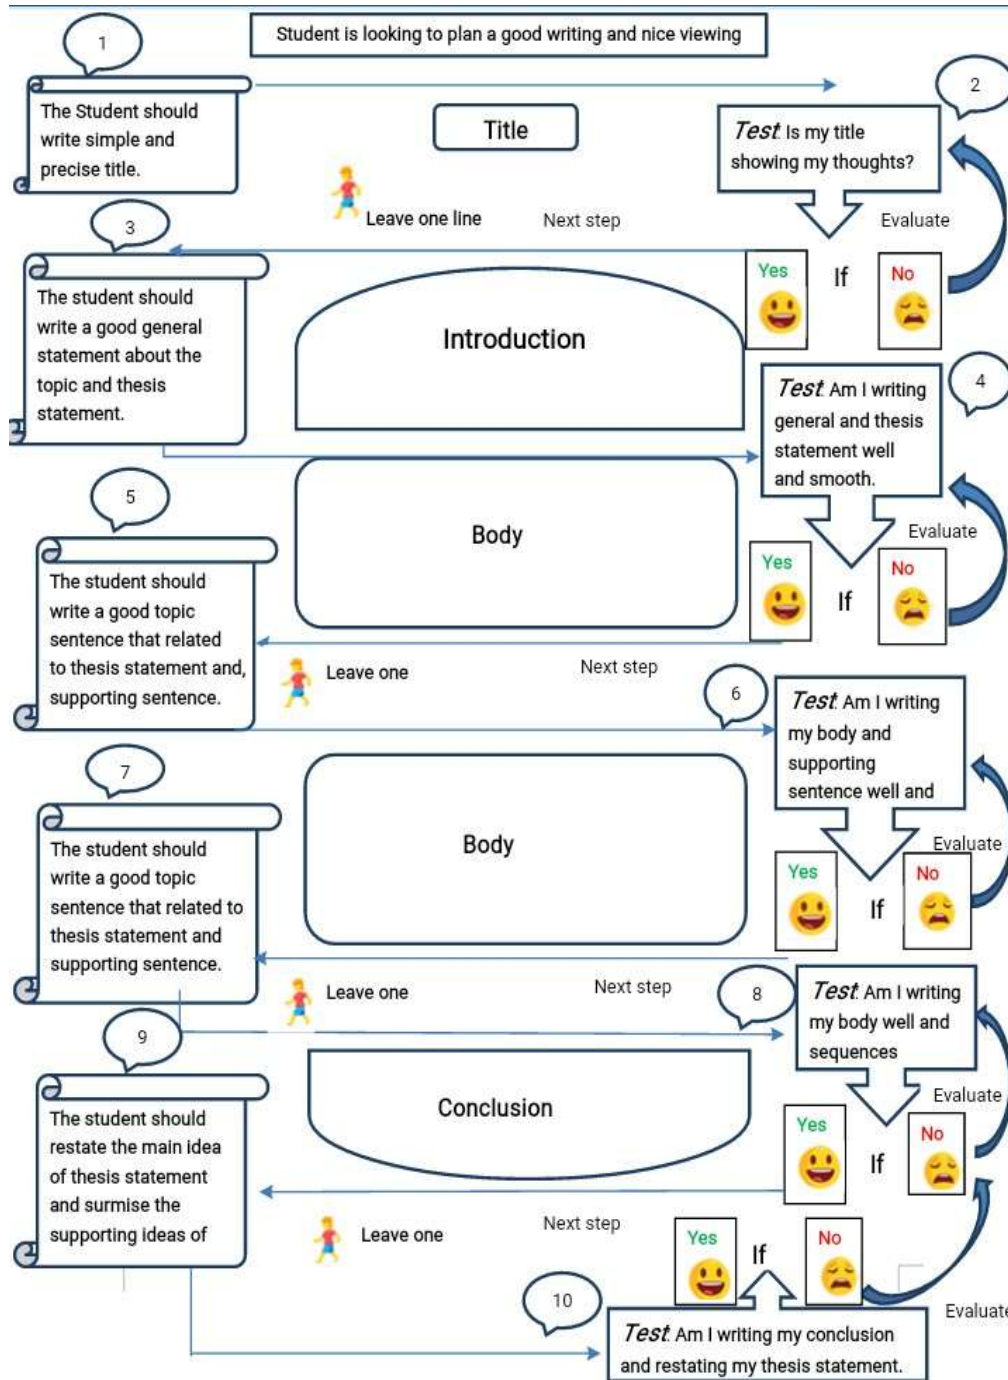 Student is looking to plan a good writing and nice viewing
1
The Student should
write simple and
precise title.
Title
2
Test. Is my title
showing my thoughts?
Leave one line
Next step
Evaluate
Yes
If
No
3
The student should
write a good general
statement about the
topic and thesis
statement.
Introduction
4
Test. Am I writing
general and thesis
statement well
and smooth.
Evaluate
Yes
If
No
5
The student should
write a good topic
sentence that related
to thesis statement and,
supporting sentence.
Body
Leave one
Next step
6
Test. Am I writing
my body and
supporting
sentence well and
Evaluate
Yes
If
No
7
The student should
write a good topic
sentence that related to
thesis statement and
supporting sentence.
Body
Leave one
Next step
8
Test. Am I writing
my body well and
sequences
Evaluate
Yes
If
No
9
The student should
restate the main idea
of thesis statement
and surmise the
supporting ideas of
Conclusion
Leave one
Next step
Yes
If
No
Evaluate
10
Test. Am I writing my conclusion
and restating my thesis statement.